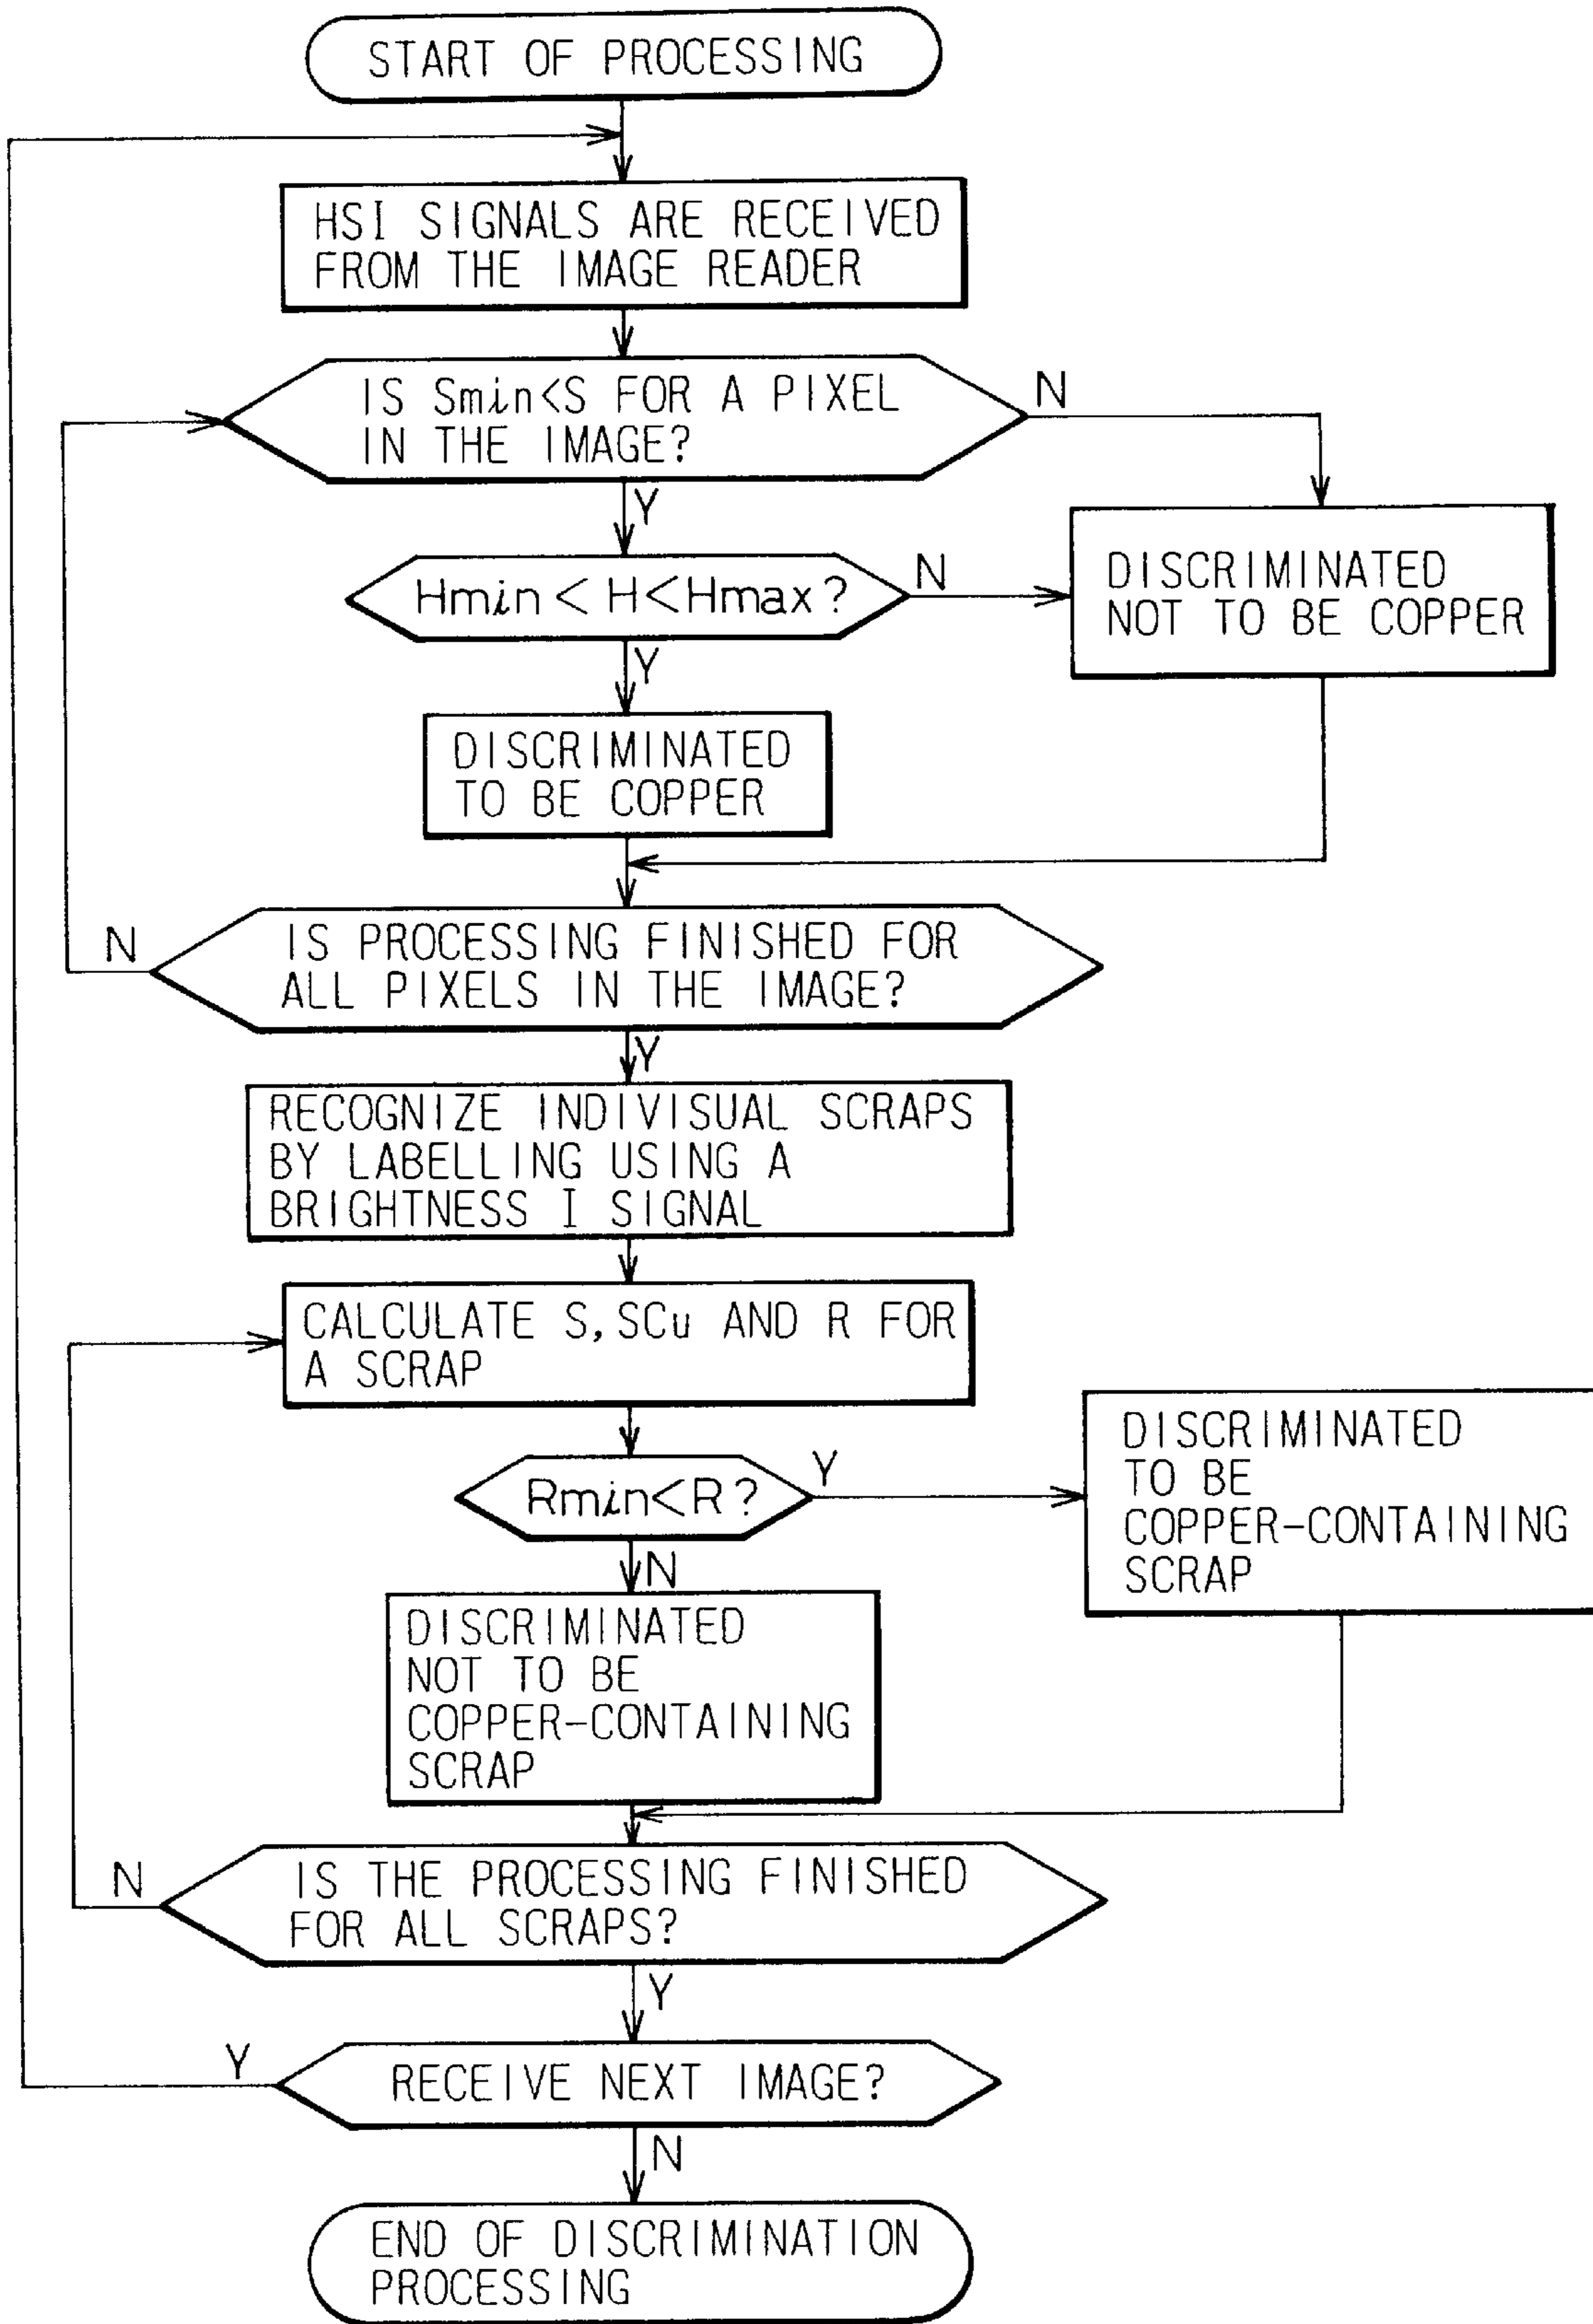 START OF PROCESSING
HSI SIGNALS ARE RECEIVED
FROM THE IMAGE READER
IS Smin<S FOR A PIXEL
IN THE IMAGE?
N
Y
Hmin < H<Hmax?
N
DISCRIMINATED
NOT TO BE COPPER
Y
DISCRIMINATED
TO BE COPPER
IS PROCESSING FINISHED FOR
ALL PIXELS IN THE IMAGE?
N
Y
RECOGNIZE INDIVISUAL SCRAPS
BY LABELLING USING A
BRIGHTNESS I SIGNAL
CALCULATE S, SCu AND R FOR
A SCRAP
Rmin<R?
Y
DISCRIMINATED
TO BE
COPPER-CONTAINING
SCRAP
N
DISCRIMINATED
NOT TO BE
COPPER-CONTAINING
SCRAP
IS THE PROCESSING FINISHED
FOR ALL SCRAPS?
N
Y
RECEIVE NEXT IMAGE?
Y
N
END OF DISCRIMINATION
PROCESSING